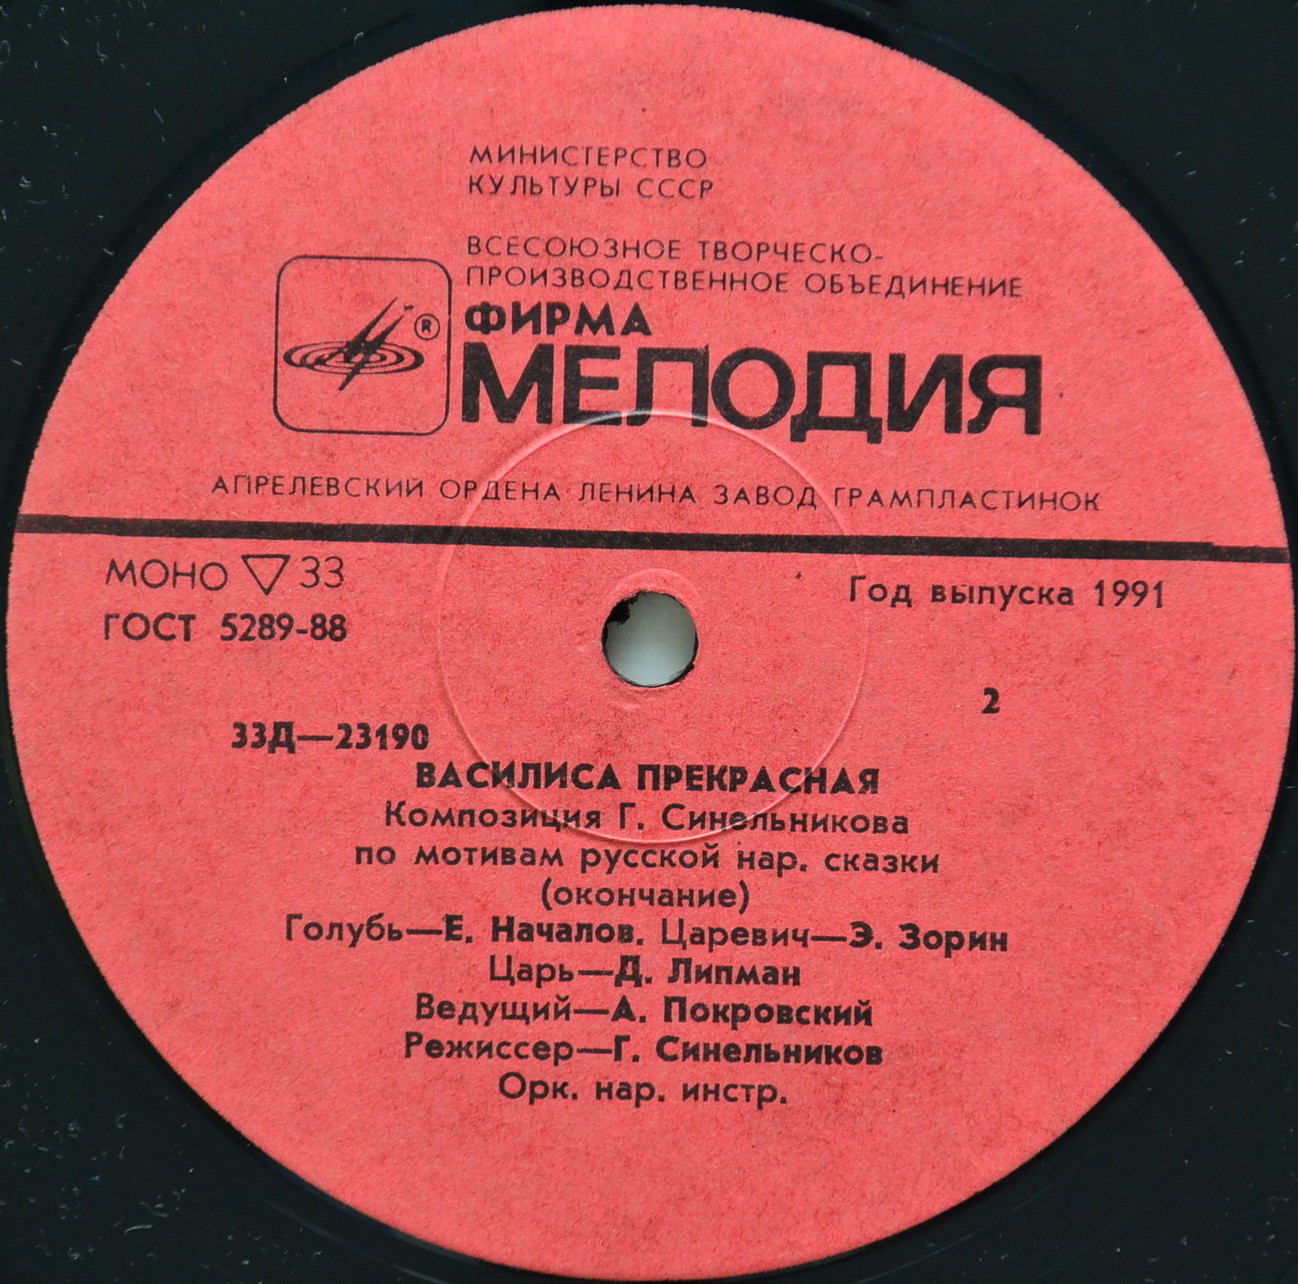 МИНИСТЕРСТВО
КУЛЬТУРЫ СССР
ВСЕСОЮЗНОЕ ТВОРЧЕСКО-
ПРОИЗВОДСТВЕННОЕ ОБЪЕДИНЕНИЕ
ФИРМА
МЕЛОДИЯ
®
АПРЕЛЕВСКИЙ ОРДЕНА ЛЕНИНА ЗАВОД ГРАМПЛАСТИНОК
МОНО ▽ 33
Год выпуска 1991
ГОСТ 5289-88
2
33Д—23190
ВАСИЛИСА ПРЕКРАСНАЯ
Композиция Г. Синельникова
по мотивам русской нар. сказки
(окончание)
Голубь—Е. Началов. Царевич—Э. Зорин
Царь—Д. Липман
Ведущий—А. Покровский
Режиссер—Г. Синельников
Орк. нар. инстр.